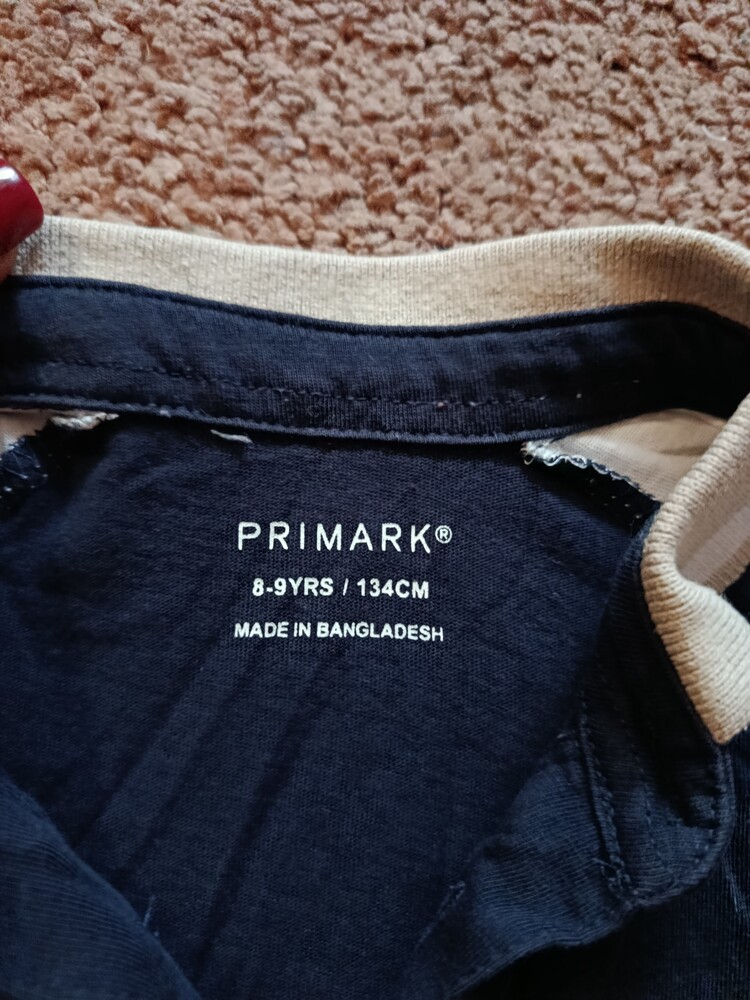 PRIMARK®
8-9YRS / 134CM
MADE IN BANGLADESH